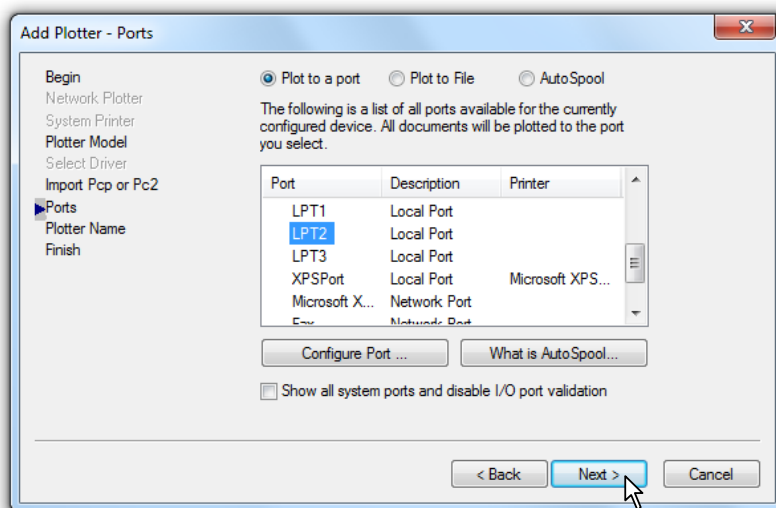 Add Plotter - Ports
Begin
Network Plotter
System Printer
Plotter Model
Select Driver
Import Pcp or Pc2
Ports
Plotter Name
Finish
Plot to a port Plot to File AutoSpool
The following is a list of all ports available for the currently
configured device. All documents will be plotted to the port
you select.
Port Description Printer
LPT1 Local Port
LPT2 Local Port
LPT3 Local Port
XPSPort Local Port Microsoft XPS...
Microsoft X... Network Port
Fax Network Port
Configure Port ... What is AutoSpool...
Show all system ports and disable I/O port validation
< Back Next > Cancel